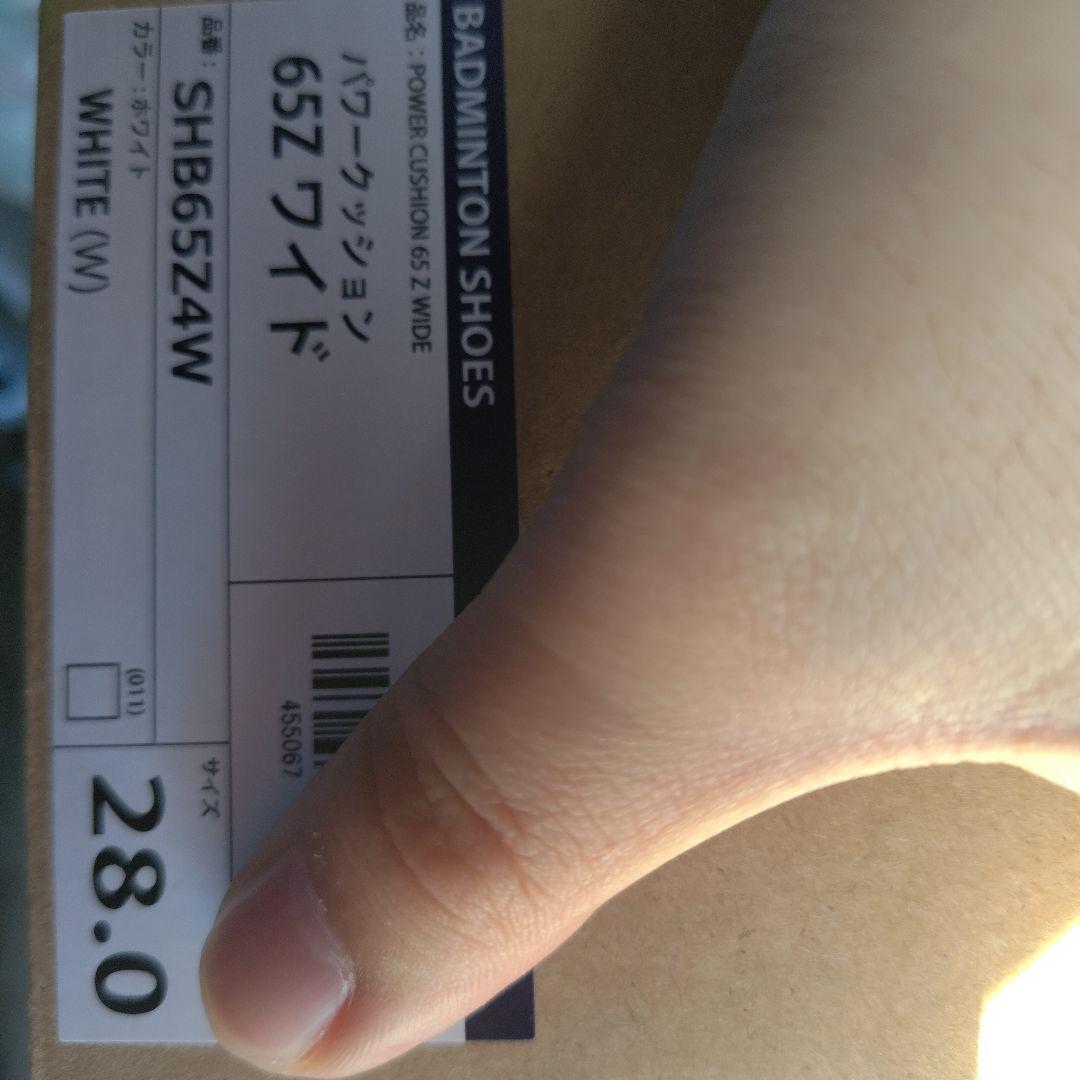 BADMINTON SHOES
品名：POWER CUSHION 65 Z WIDE
パワークッション
65Z ワイド
455067
品番：
SHB65Z4W
カラー：ホワイト
WHITE (W)
(011)
サイズ
28.0